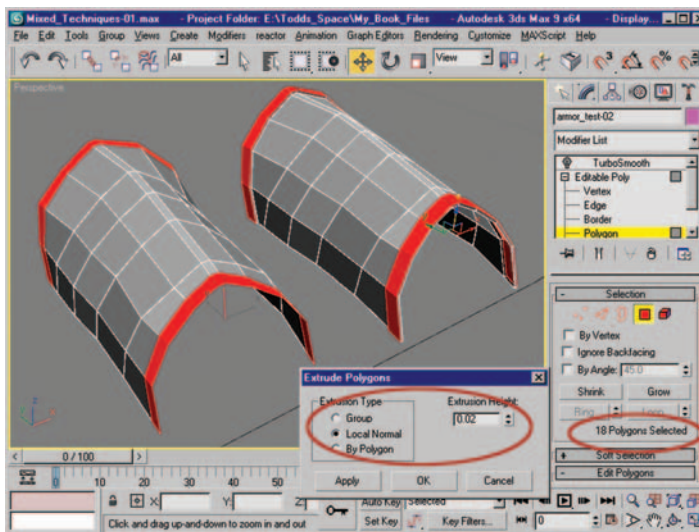 Mixed_Techniques-01.max - Project Folder: E:\Todds_Space\My_Book_Files - Autodesk 3ds Max 9 x64 - Display...
File Edit Tools Group Views Create Modifiers reactor Animation Graph Editors Rendering Customize MAXScript Help
All
View
Perspective
armor_test-02
Modifier List
TurboSmooth
Editable Poly
Vertex
Edge
Border
Polygon
Selection
By Vertex
Ignore Backfacing
By Angle: 45.0
Shrink Grow
Ring Loop
18 Polygons Selected
Soft Selection
Edit Polygons
Extrude Polygons
Extrusion Type
Group
Local Normal
By Polygon
Extrusion Height:
0.02
Apply OK Cancel
0 / 100
0 10 20 30 40 50
X: Y: Z:
Auto Key Selected
Click and drag up-and-down to zoom in and out
Set Key Key Filters...
0